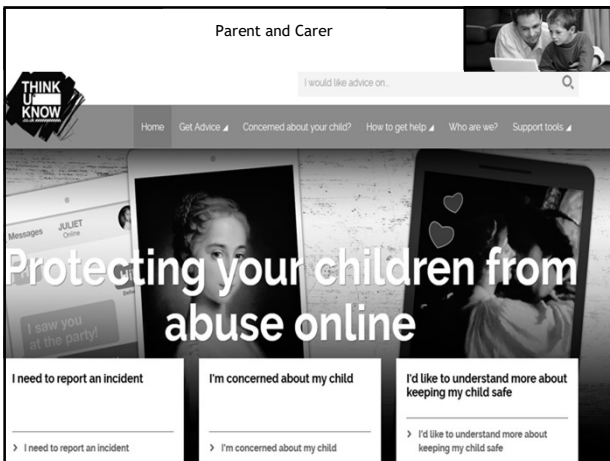 Parent and Carer
THINK
U
KNOW
.co.uk
I would like advice on..
Home Get Advice Concerned about your child? How to get help Who are we? Support tools
Messages JULIET
Online
I saw you
at the party!
Protecting your children from
abuse online
I need to report an incident
I'm concerned about my child
I'd like to understand more about
keeping my child safe
> I need to report an incident
> I'm concerned about my child
> I'd like to understand more about
keeping my child safe